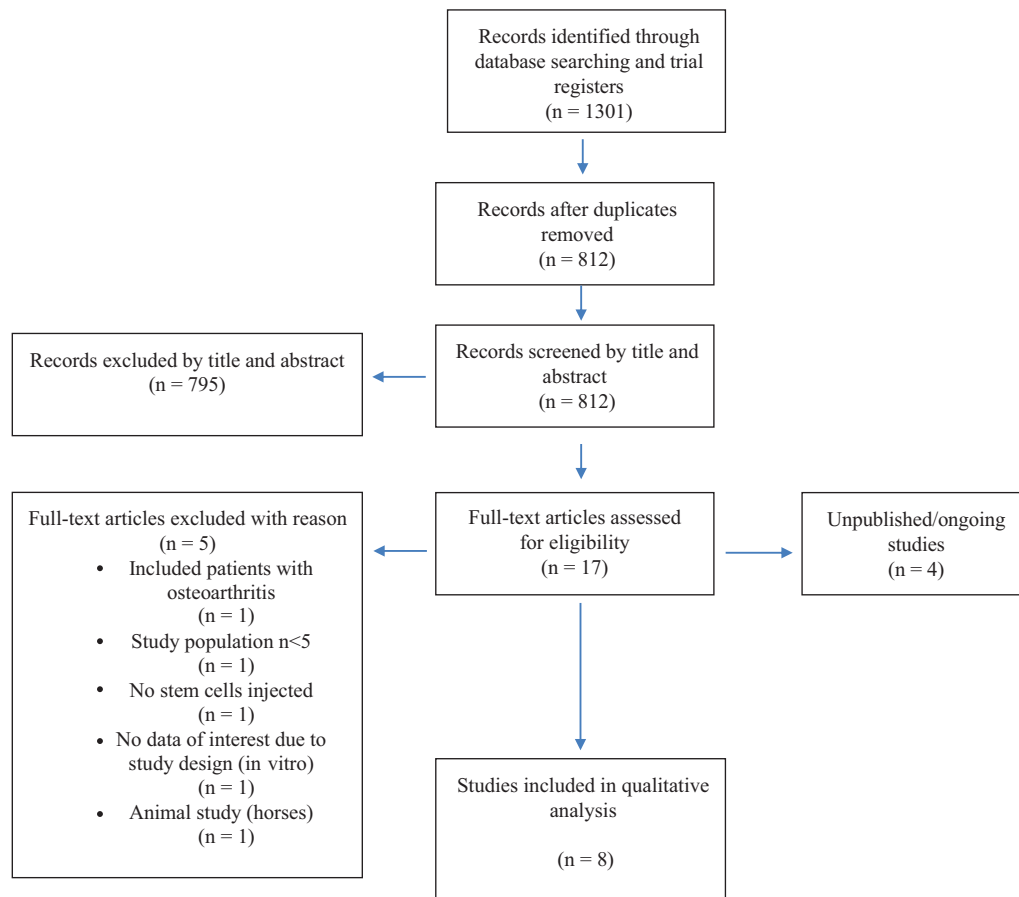 Records identified through
database searching and trial
registers
(n = 1301)
Records after duplicates
removed
(n = 812)
Records screened by title and
abstract
(n = 812)
Records excluded by title and abstract
(n = 795)
Full-text articles assessed
for eligibility
(n = 17)
Full-text articles excluded with reason
(n = 5)
• Included patients with
osteoarthritis
(n = 1)
• Study population n<5
(n = 1)
• No stem cells injected
(n = 1)
• No data of interest due to
study design (in vitro)
(n = 1)
• Animal study (horses)
(n = 1)
Unpublished/ongoing
studies
(n = 4)
Studies included in qualitative
analysis
(n = 8)